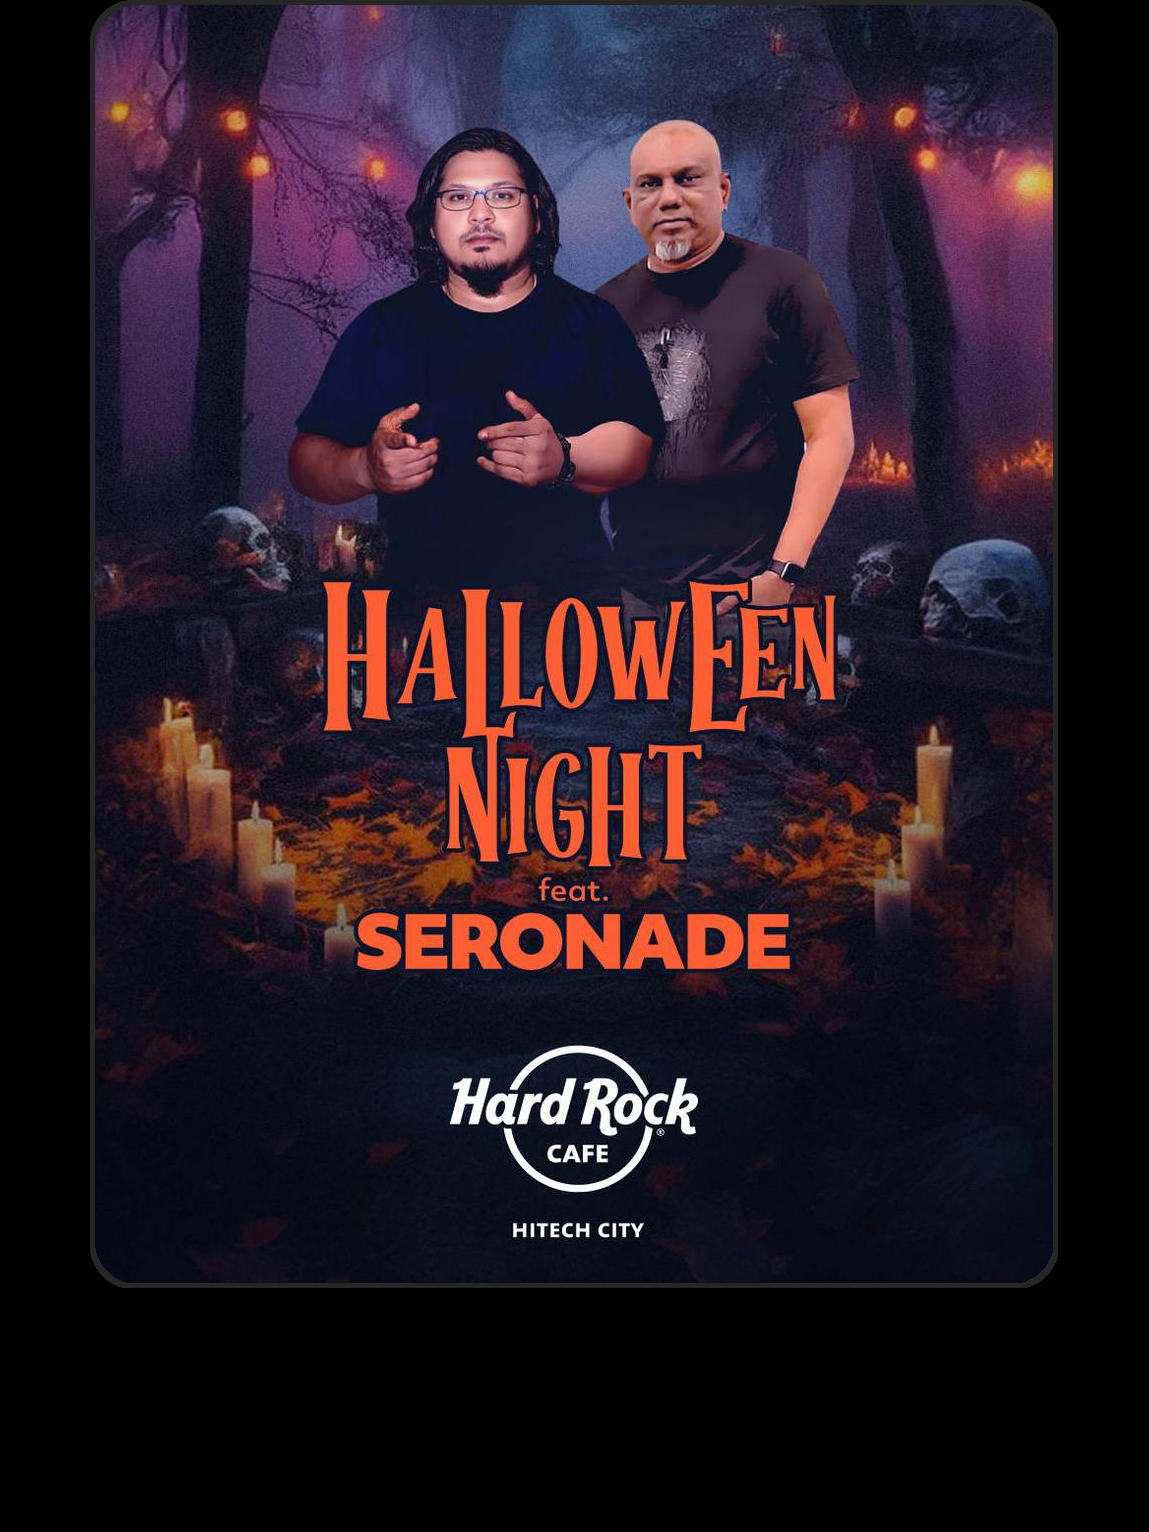 HALLOWEEN
NIGHT
feat.
SERONADE
Hard Rock
®
CAFE
HITECH CITY